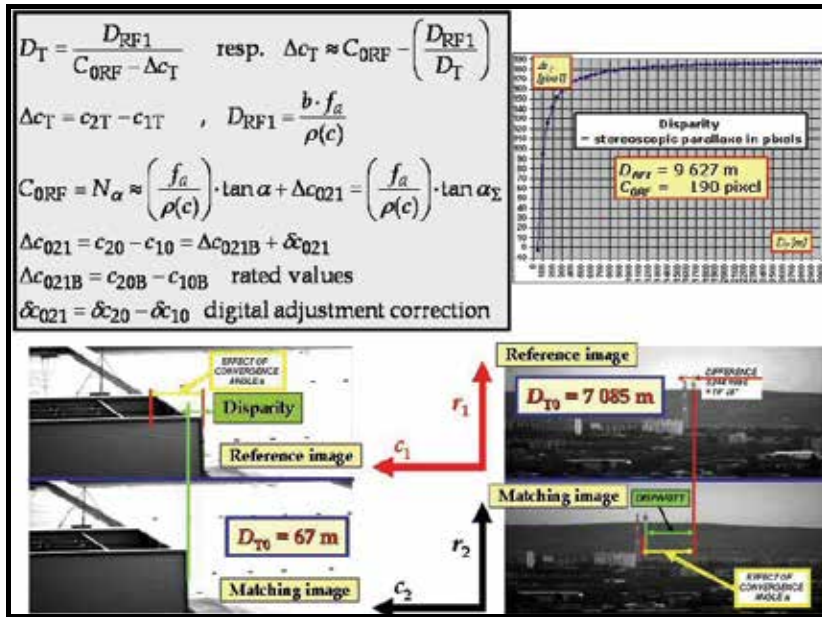 D_T = D_RF1 / (C_0RF − Δc_T)   resp.   Δc_T ≈ C_0RF − (D_RF1 / D_T)
Δc_T = c_2T − c_1T   ,   D_RF1 = b · f_a / ρ(c)
C_0RF ≡ N_α ≈ (f_a / ρ(c)) · tan α + Δc_021 = (f_a / ρ(c)) · tan α_Σ
Δc_021 = c_20 − c_10 = Δc_021B + δc_021
Δc_021B = c_20B − c_10B   rated values
δc_021 = δc_20 − δc_10   digital adjustment correction
Disparity
– stereoscopic parallaxe in pixels
D_RF1 = 9 627 m
C_0RF = 190 pixel
D_T [m]
EFFECT OF
CONVERGENCE
ANGLE α
Disparity
Reference image
c_1
r_1
Reference image
D_T0 = 7 085 m
DIFFERENCE
D_T0 = 67 m
Matching image
c_2
r_2
Matching image
DISPARITY
EFFECT OF
CONVERGENCE
ANGLE α